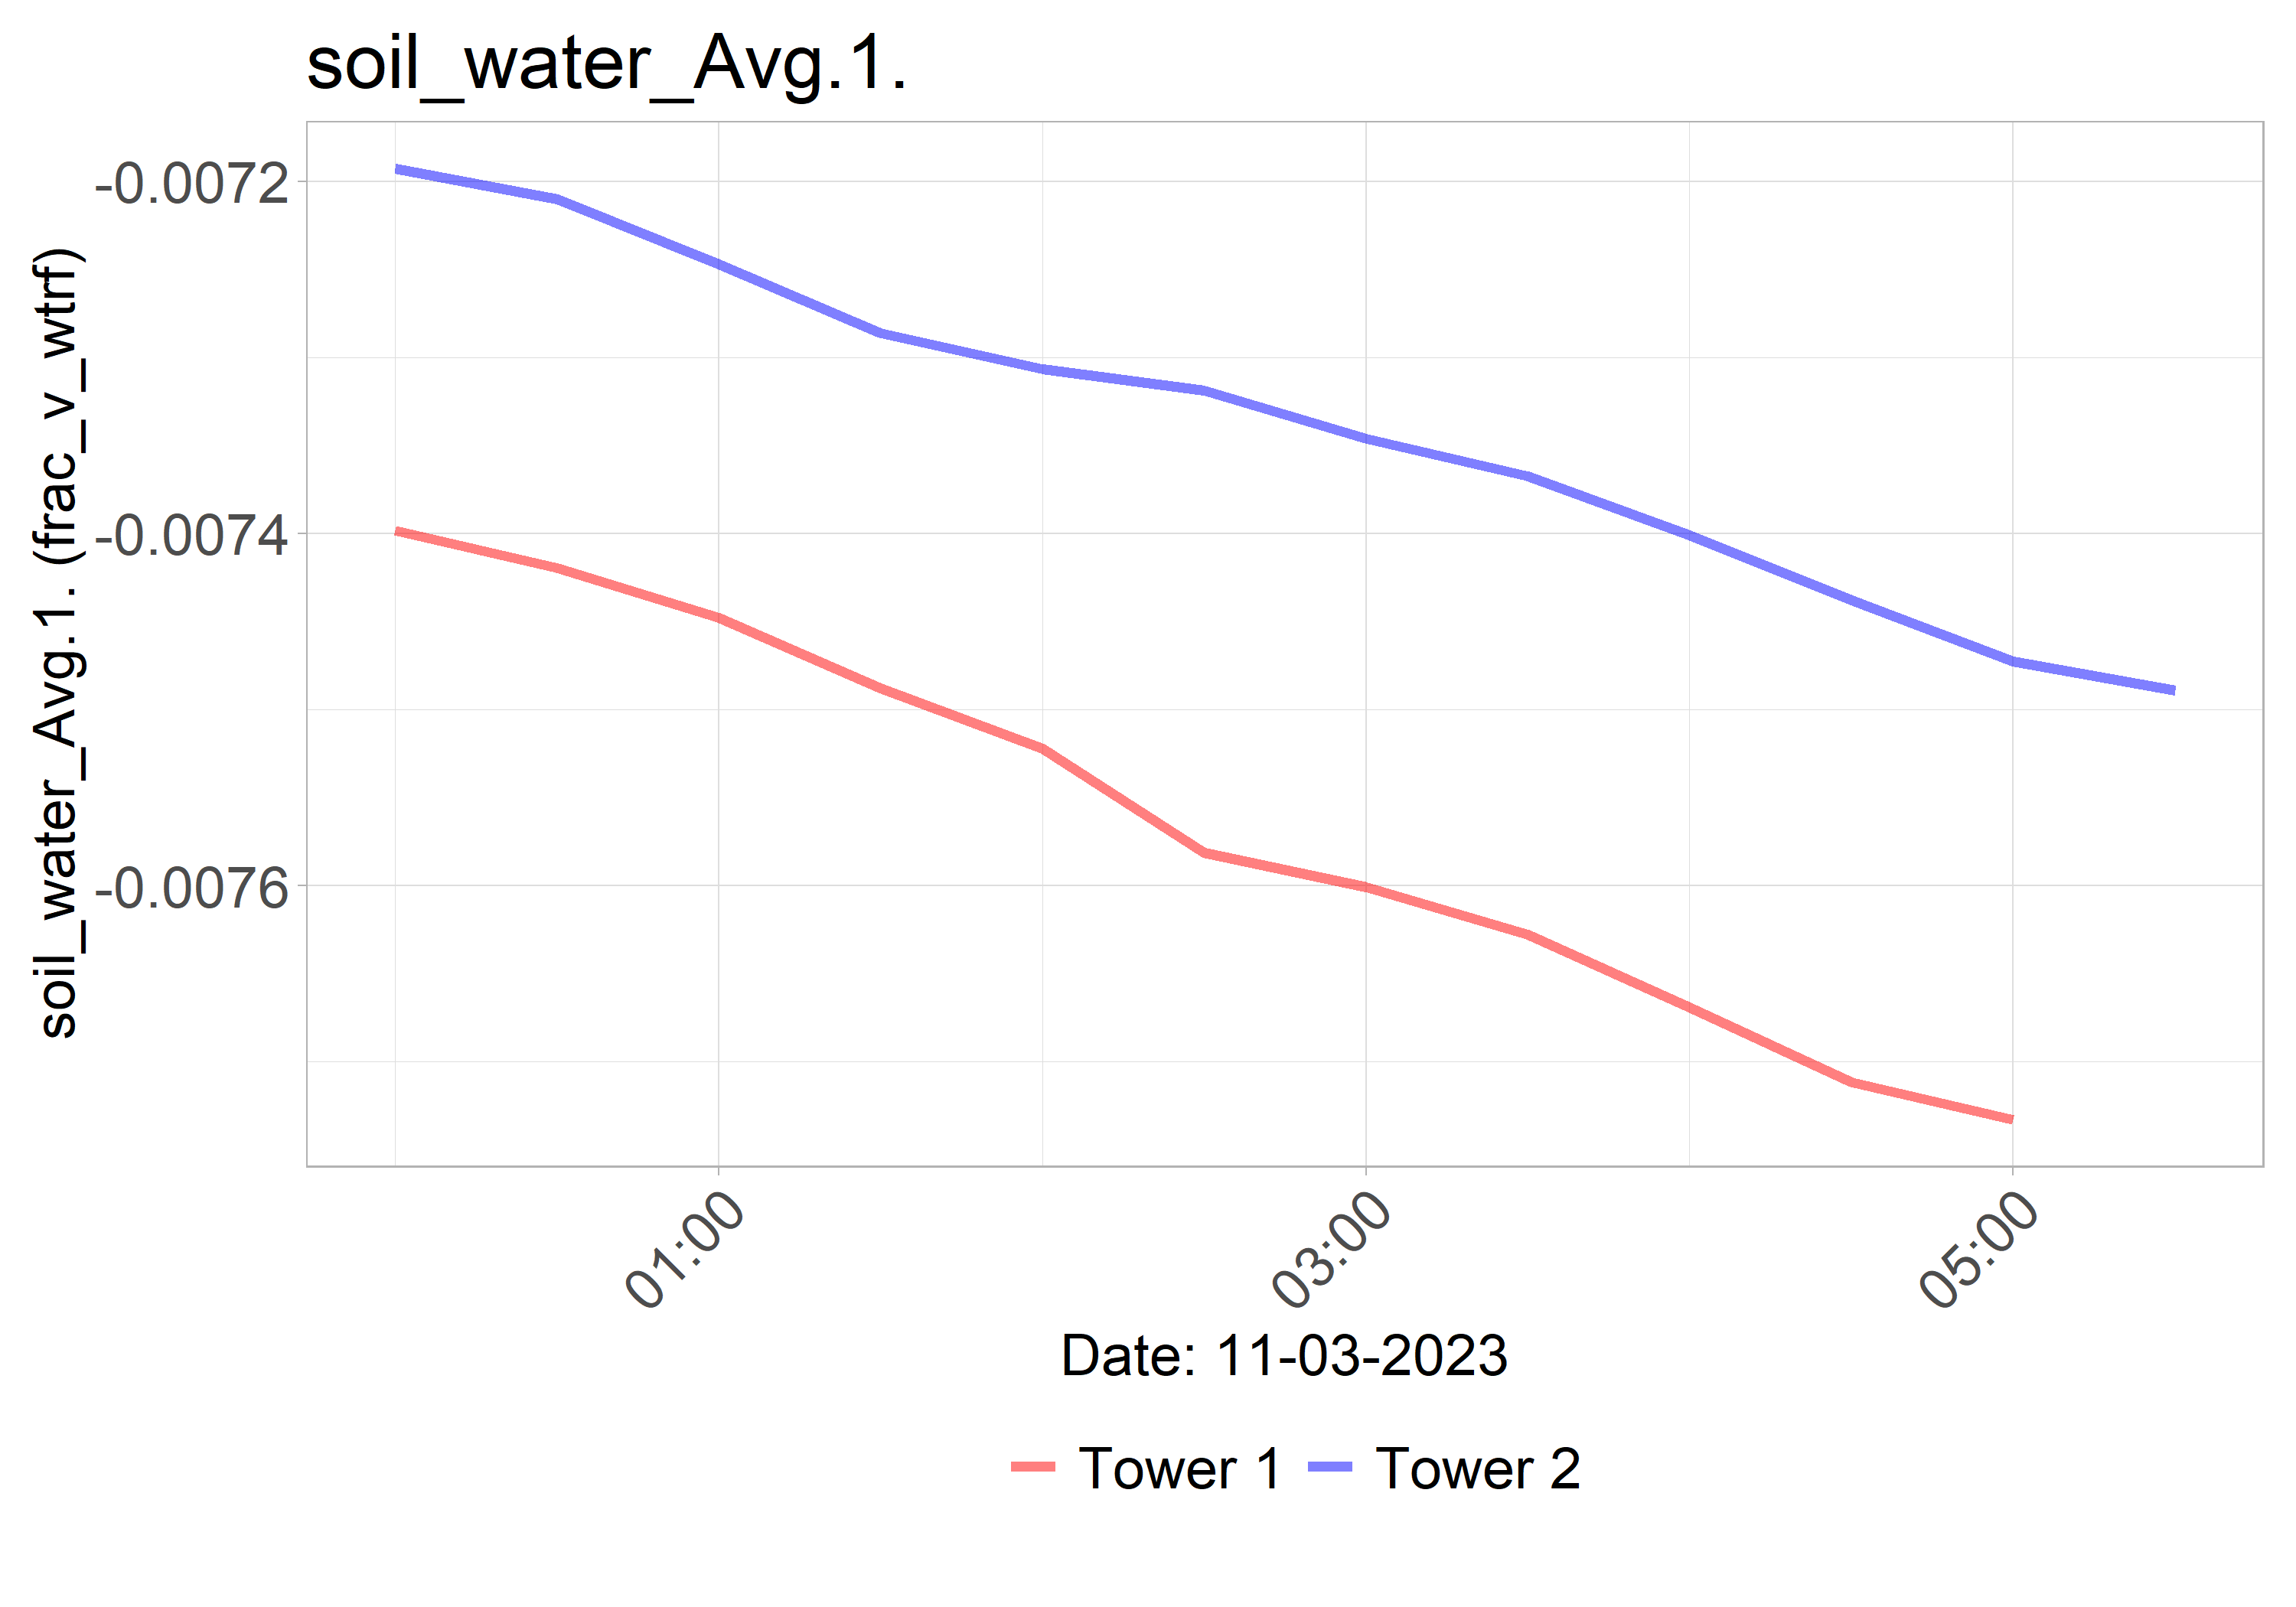 soil_water_Avg.1.
soil_water_Avg.1. (frac_v_wtrf)
-0.0072
-0.0074
-0.0076
01:00
03:00
05:00
Date: 11-03-2023
Tower 1
Tower 2